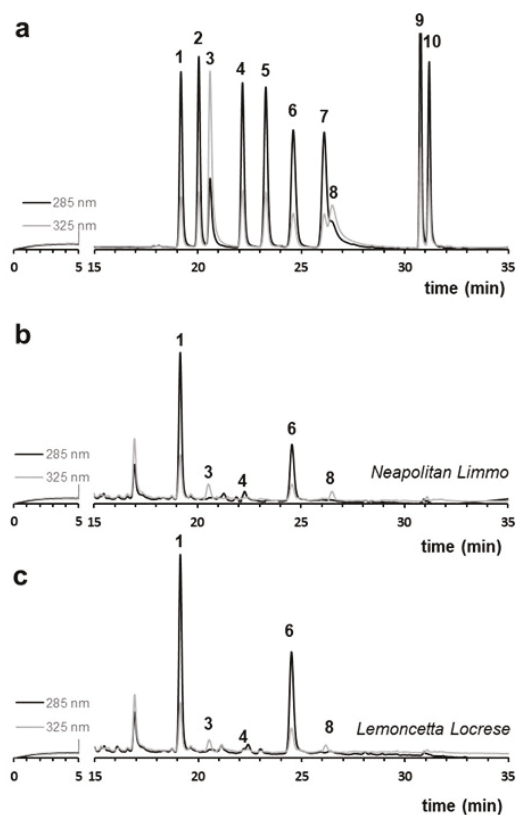 a
1 2 3 4 5 6 7 8 9 10
285 nm
325 nm
0 5 15 20 25 30 35
time (min)
b
1 3 4 6 8
285 nm
325 nm
Neapolitan Limmo
0 5 15 20 25 30 35
time (min)
c
1 3 4 6 8
285 nm
325 nm
Lemoncetta Locrese
0 5 15 20 25 30 35
time (min)